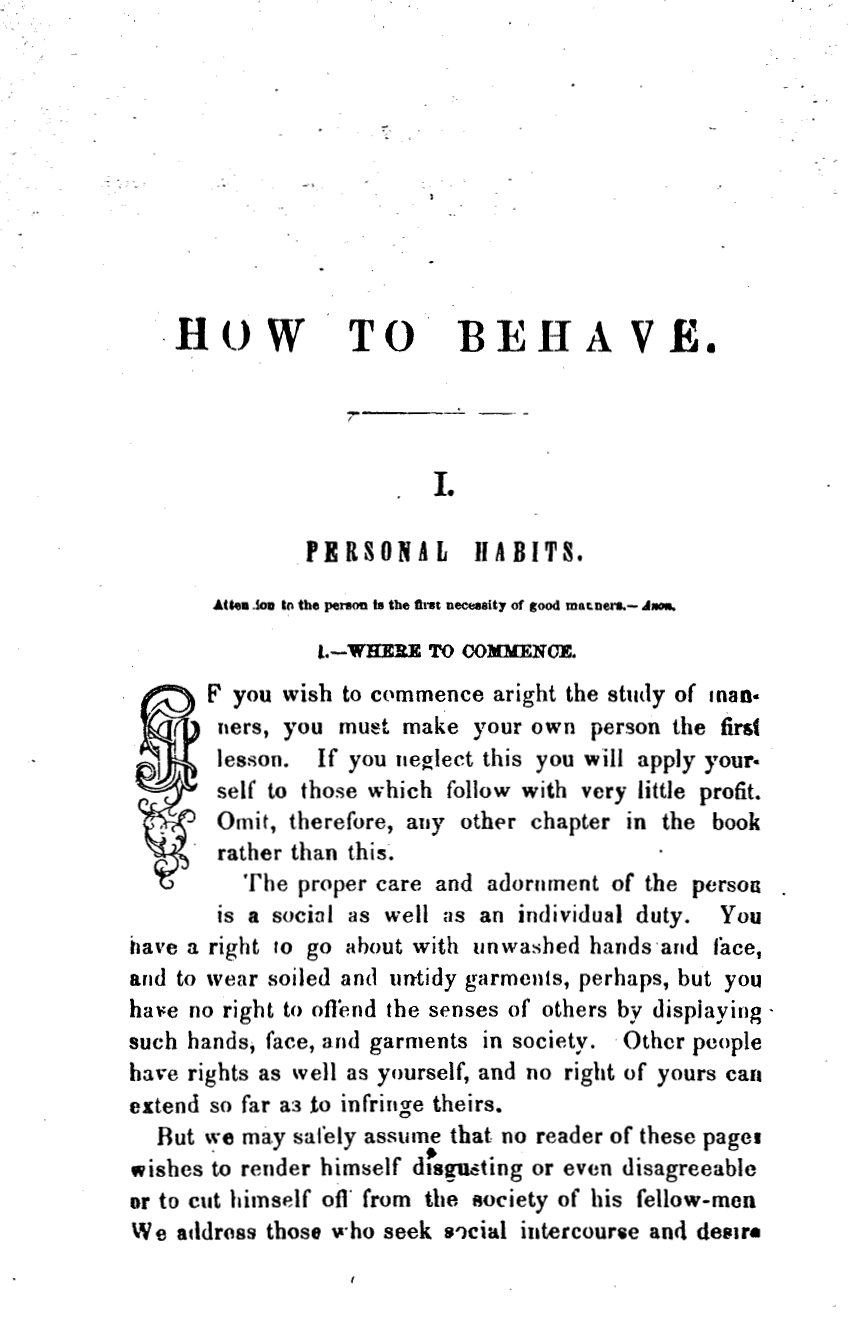 HOW TO BEHAVE.
I.
PERSONAL HABITS.
Attention to the person is the first necessity of good manners.—Anon.
I.—WHERE TO COMMENCE.
IF you wish to commence aright the study of man-
ners, you must make your own person the first
lesson. If you neglect this you will apply your-
self to those which follow with very little profit.
Omit, therefore, any other chapter in the book
rather than this.
The proper care and adornment of the person
is a social as well as an individual duty. You
have a right to go about with unwashed hands and face,
and to wear soiled and untidy garments, perhaps, but you
have no right to offend the senses of others by displaying
such hands, face, and garments in society. Other people
have rights as well as yourself, and no right of yours can
extend so far as to infringe theirs.
But we may safely assume that no reader of these pages
wishes to render himself disgusting or even disagreeable
or to cut himself off from the society of his fellow-men
We address those who seek social intercourse and desire